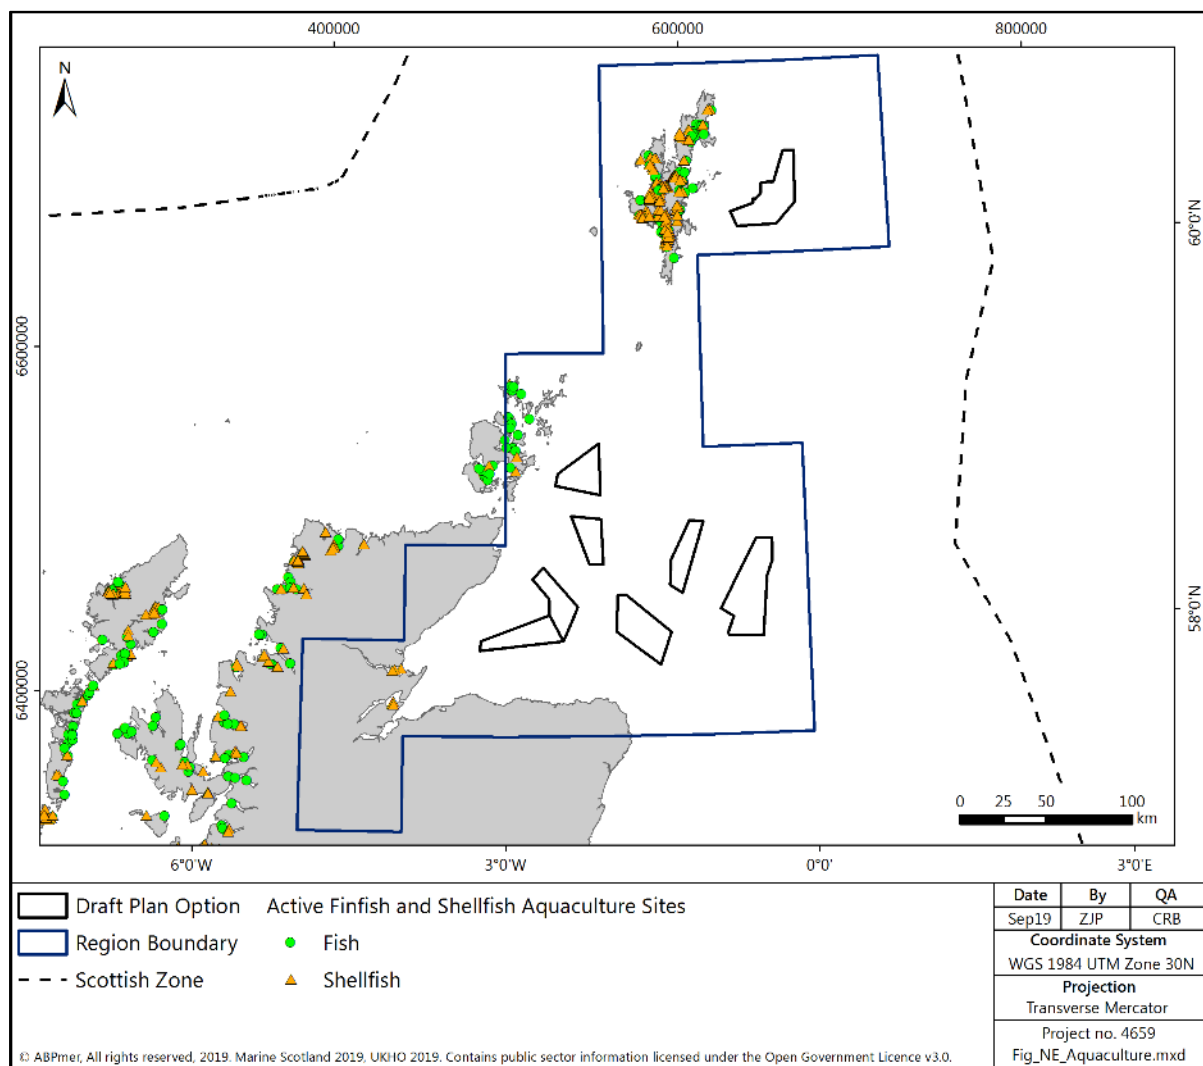 400000
600000
800000
N
60°0'N
6600000
58°0'N
6400000
0 25 50 100
km
6°0'W
3°0'W
0°0'
3°0'E
Draft Plan Option
Region Boundary
Scottish Zone
Active Finfish and Shellfish Aquaculture Sites
Fish
Shellfish
Date By QA
Sep19 ZJP CRB
Coordinate System
WGS 1984 UTM Zone 30N
Projection
Transverse Mercator
Project no. 4659
Fig_NE_Aquaculture.mxd
© ABPmer, All rights reserved, 2019. Marine Scotland 2019, UKHO 2019. Contains public sector information licensed under the Open Government Licence v3.0.